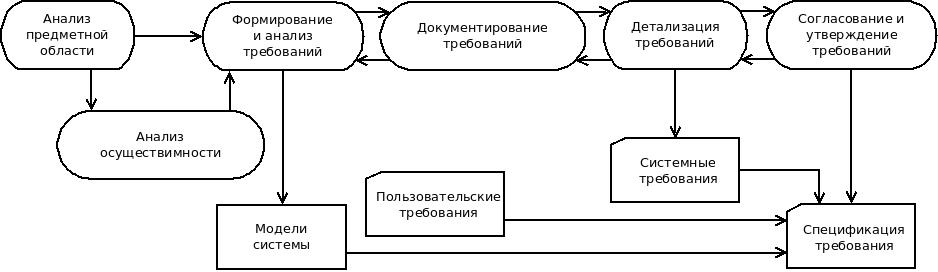 Анализ
предметной
области
Формирование
и анализ
требований
Документирование
требований
Детализация
требований
Согласование и
утверждение
требований
Анализ
осуществимности
Системные
требования
Пользовательские
требования
Модели
системы
Спецификация
требования